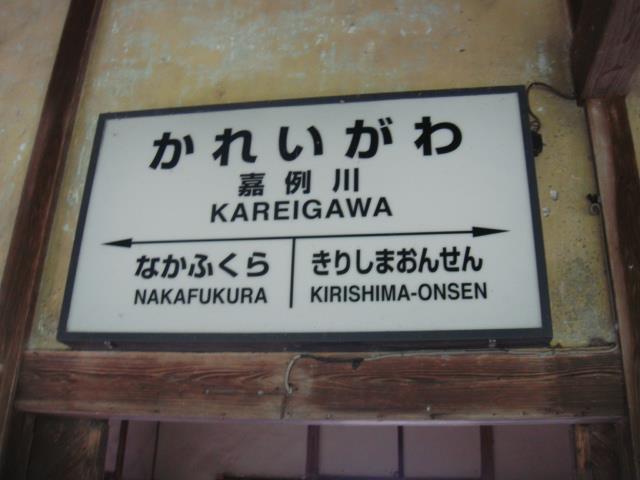 かれいがわ
嘉例川
KAREIGAWA
なかふくら
NAKAFUKURA
きりしまおんせん
KIRISHIMA-ONSEN